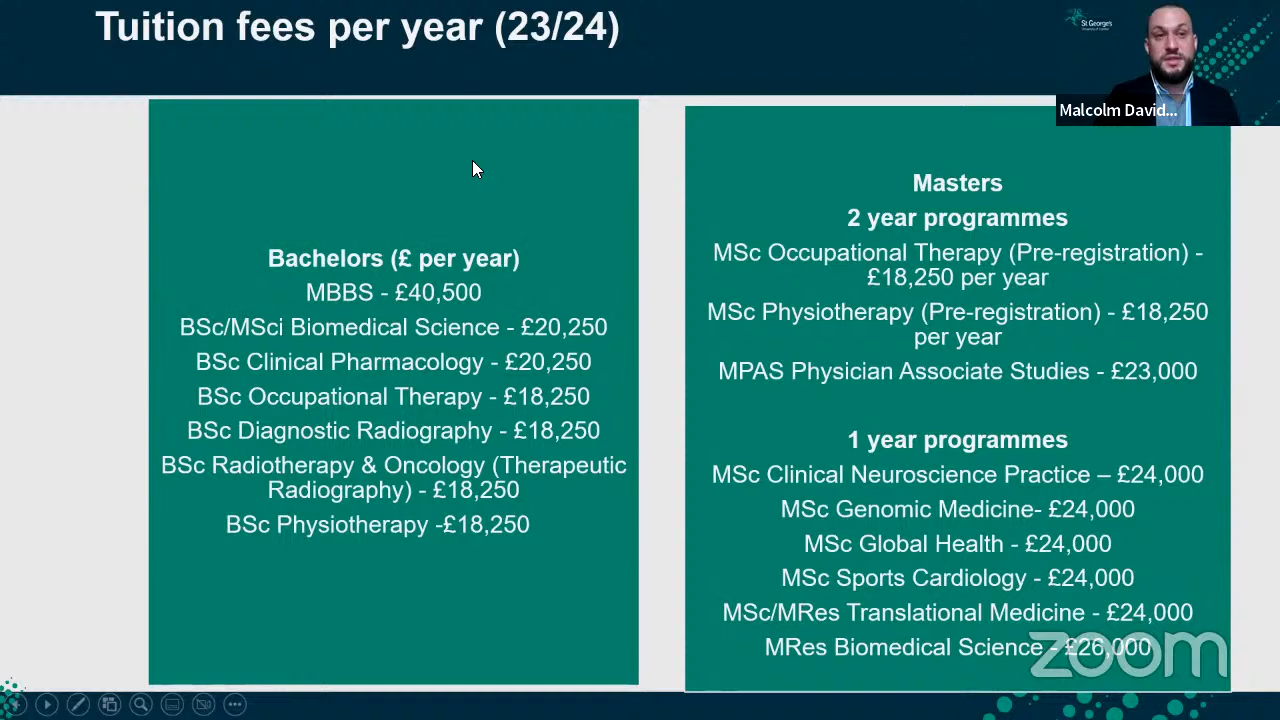 Tuition fees per year (23/24)
St George's
University of London
Malcolm David...
Bachelors (£ per year)
MBBS - £40,500
BSc/MSci Biomedical Science - £20,250
BSc Clinical Pharmacology - £20,250
BSc Occupational Therapy - £18,250
BSc Diagnostic Radiography - £18,250
BSc Radiotherapy & Oncology (Therapeutic
Radiography) - £18,250
BSc Physiotherapy -£18,250
Masters
2 year programmes
MSc Occupational Therapy (Pre-registration) -
£18,250 per year
MSc Physiotherapy (Pre-registration) - £18,250
per year
MPAS Physician Associate Studies - £23,000
1 year programmes
MSc Clinical Neuroscience Practice – £24,000
MSc Genomic Medicine- £24,000
MSc Global Health - £24,000
MSc Sports Cardiology - £24,000
MSc/MRes Translational Medicine - £24,000
MRes Biomedical Science - £26,000
zoom